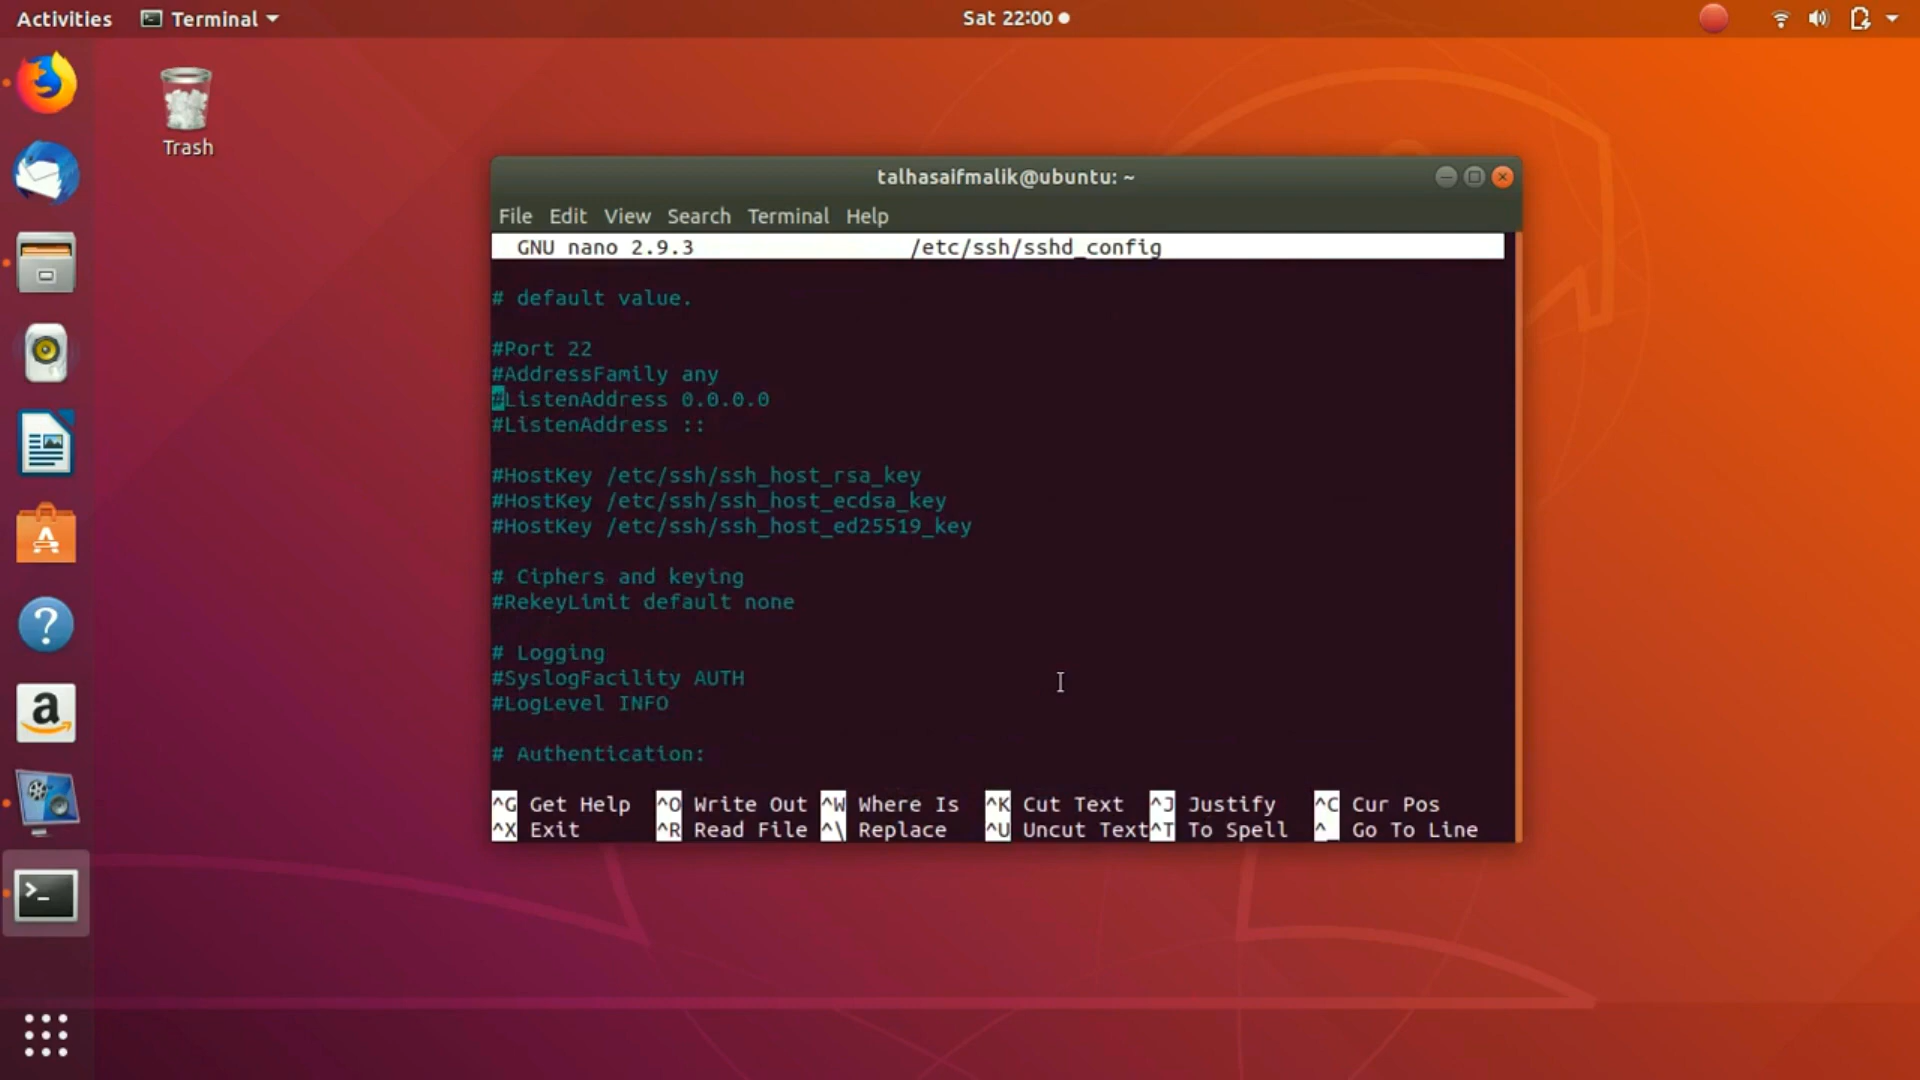 Activities
Terminal
Sat 22:00
Trash
talhasaifmalik@ubuntu: ~
File Edit View Search Terminal Help
GNU nano 2.9.3 /etc/ssh/sshd_config
# default value.
#Port 22
#AddressFamily any
#ListenAddress 0.0.0.0
#ListenAddress ::
#HostKey /etc/ssh/ssh_host_rsa_key
#HostKey /etc/ssh/ssh_host_ecdsa_key
#HostKey /etc/ssh/ssh_host_ed25519_key
# Ciphers and keying
#RekeyLimit default none
# Logging
#SyslogFacility AUTH
#LogLevel INFO
# Authentication:
^G Get Help ^O Write Out ^W Where Is ^K Cut Text ^J Justify ^C Cur Pos
^X Exit ^R Read File ^\ Replace ^U Uncut Text ^T To Spell ^_ Go To Line